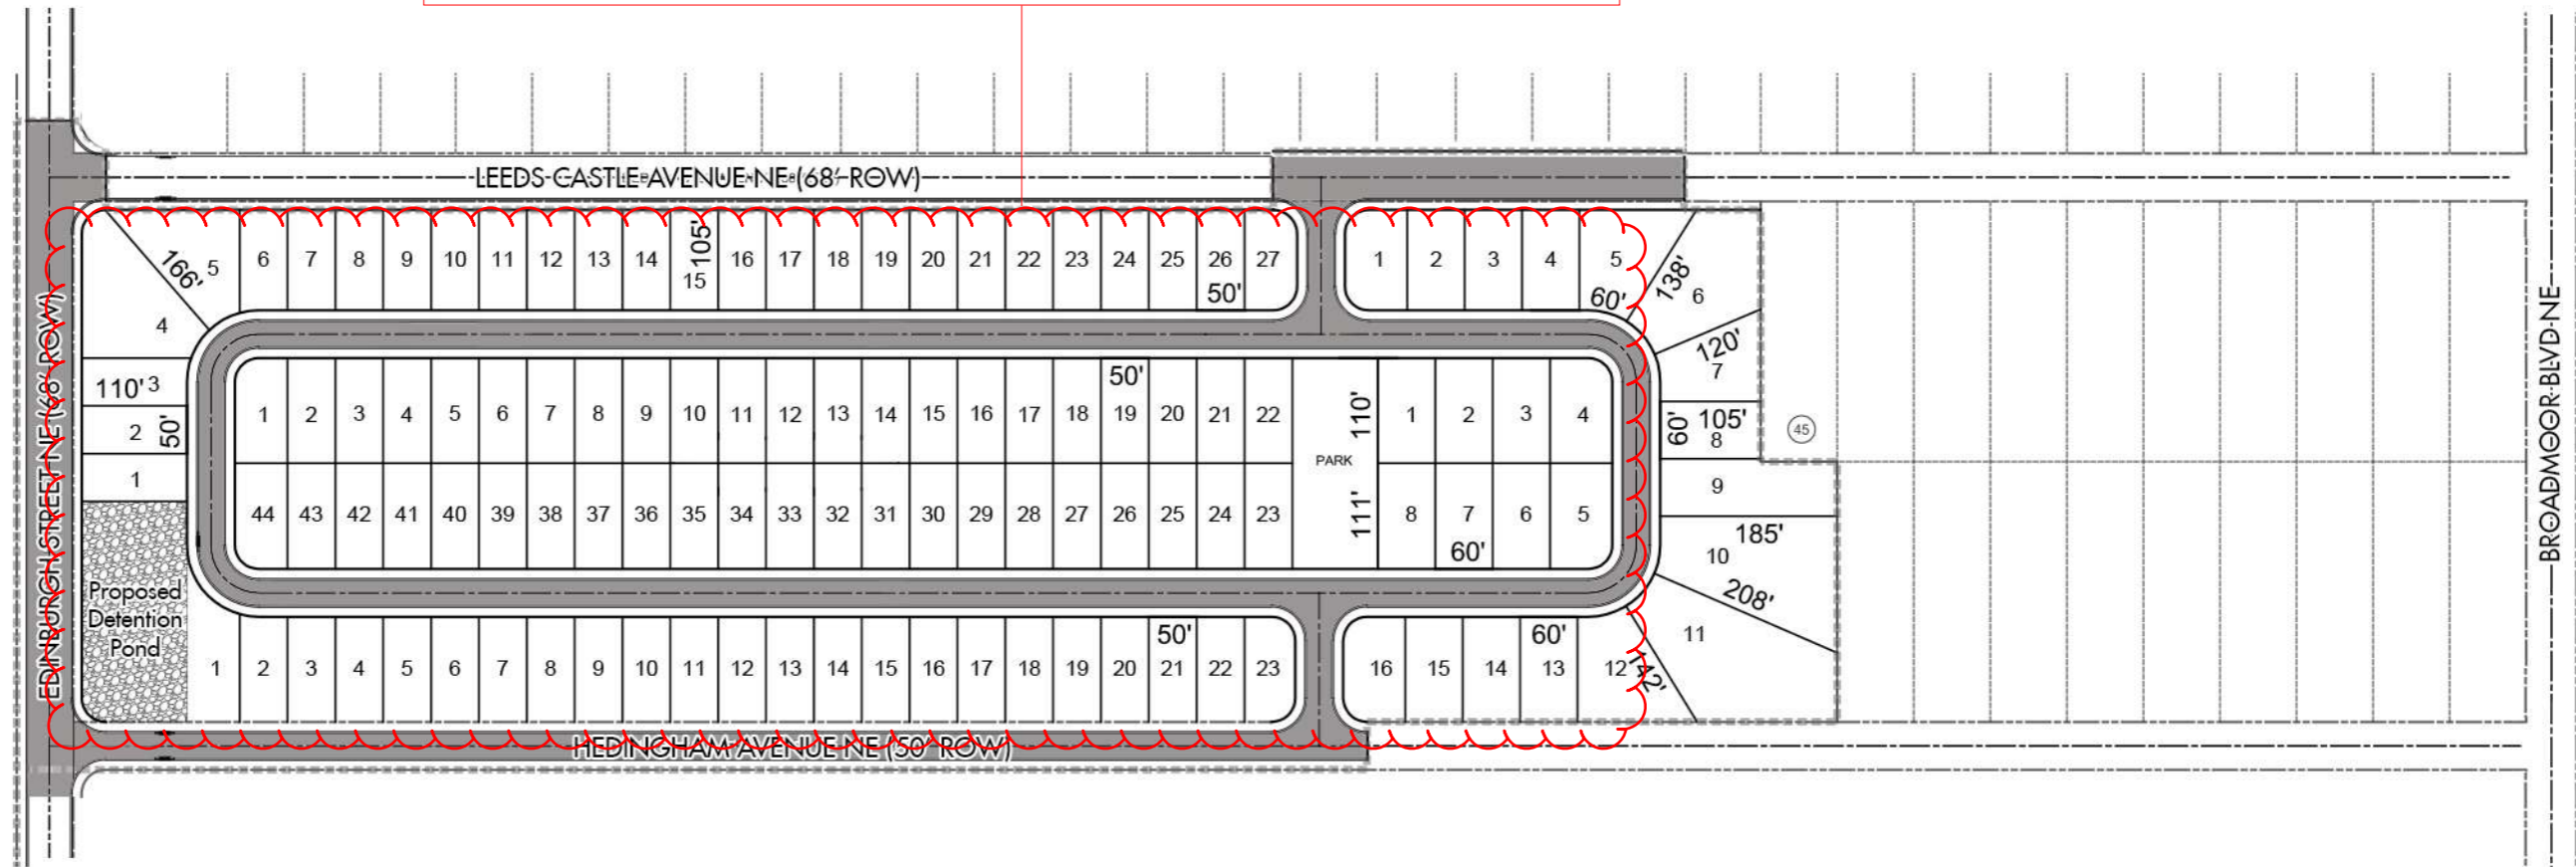 LEEDS CASTLE AVENUE NE (68' ROW)
EDINBURGH STREET NE (68' ROW)
BROADMOOR BLVD NE
166' 5 6 7 8 9 10 11 12 13 14 15 105' 16 17 18 19 20 21 22 23 24 25 26 50' 27 1 2 3 4 5 60' 138' 6
4
120'
7
110' 3
2 50'
1
1 2 3 4 5 6 7 8 9 10 11 12 13 14 15 16 17 18 50' 19 20 21 22 110' 1 2 3 4 60' 105' 8 45
PARK
9
44 43 42 41 40 39 38 37 36 35 34 33 32 31 30 29 28 27 26 25 24 23 111' 8 7 6 5
60'
185'
10
208'
Proposed
Detention
Pond
50' 60' 11
1 2 3 4 5 6 7 8 9 10 11 12 13 14 15 16 17 18 19 20 21 22 23 16 15 14 13 12 142'
HEDINGHAM AVENUE NE (50' ROW)